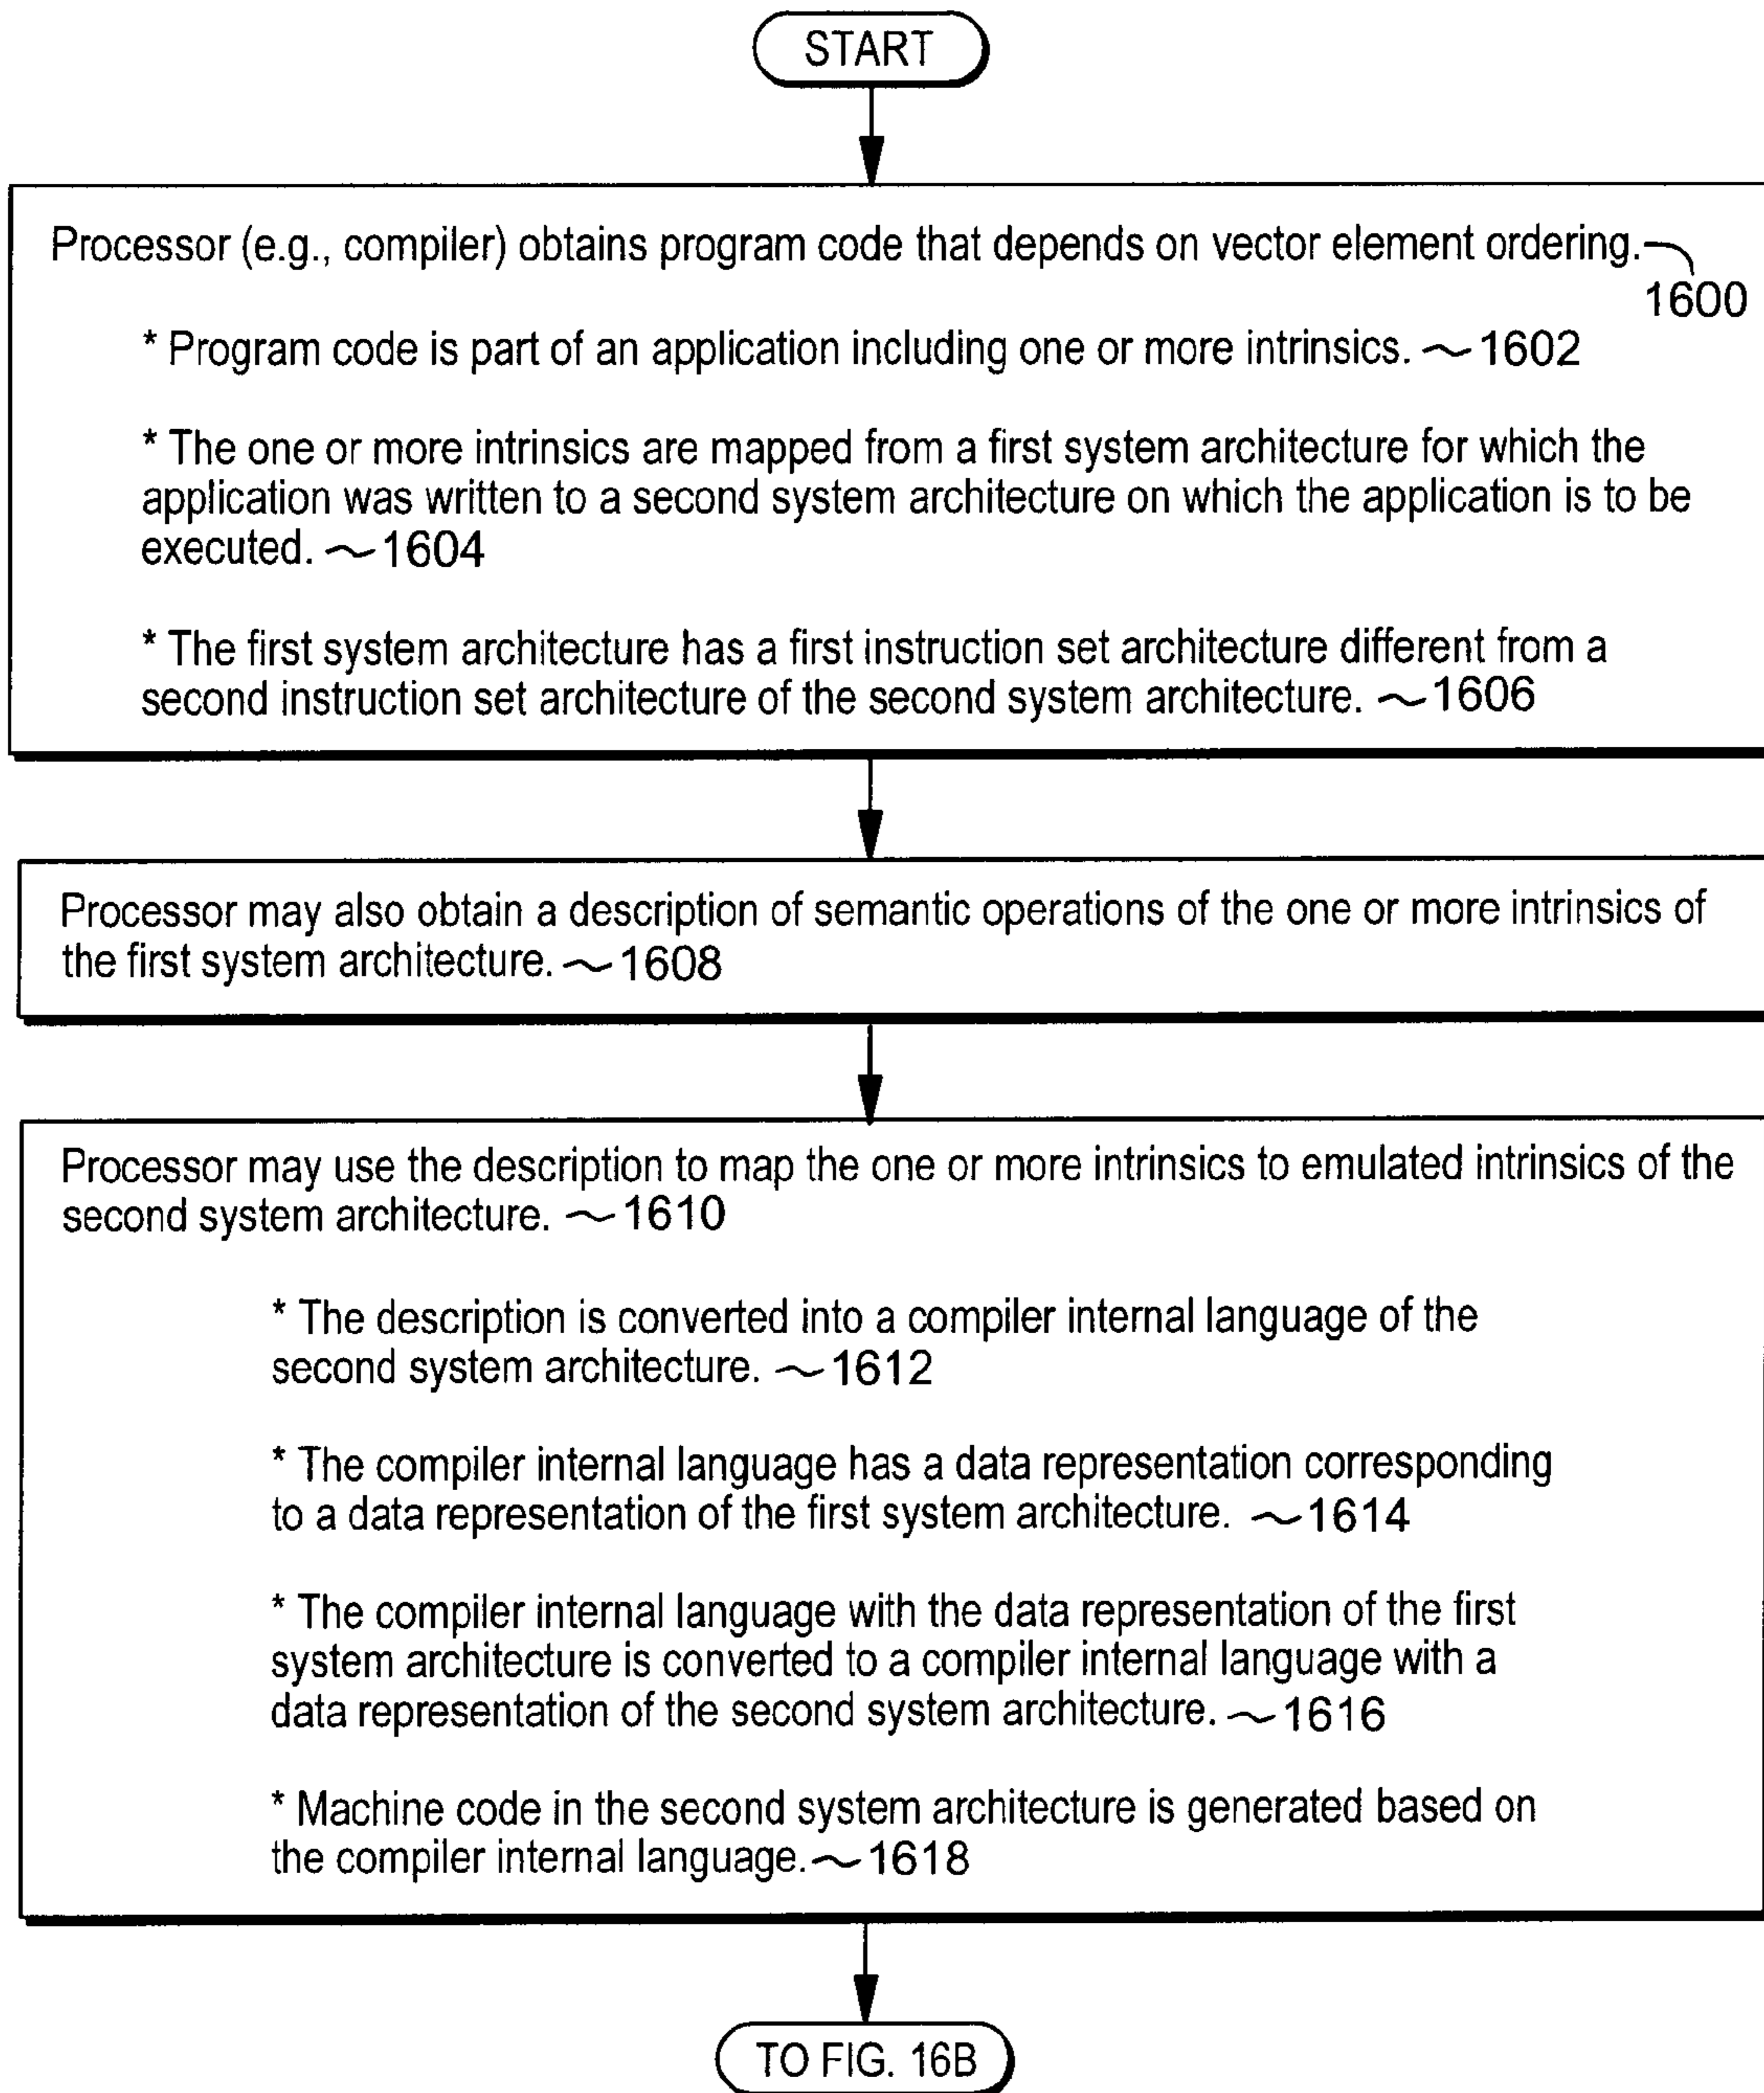 START
Processor (e.g., compiler) obtains program code that depends on vector element ordering.
1600
* Program code is part of an application including one or more intrinsics. ~1602
* The one or more intrinsics are mapped from a first system architecture for which the
application was written to a second system architecture on which the application is to be
executed. ~1604
* The first system architecture has a first instruction set architecture different from a
second instruction set architecture of the second system architecture. ~1606
Processor may also obtain a description of semantic operations of the one or more intrinsics of
the first system architecture. ~1608
Processor may use the description to map the one or more intrinsics to emulated intrinsics of the
second system architecture. ~1610
* The description is converted into a compiler internal language of the
second system architecture. ~1612
* The compiler internal language has a data representation corresponding
to a data representation of the first system architecture. ~1614
* The compiler internal language with the data representation of the first
system architecture is converted to a compiler internal language with a
data representation of the second system architecture. ~1616
* Machine code in the second system architecture is generated based on
the compiler internal language. ~1618
TO FIG. 16B